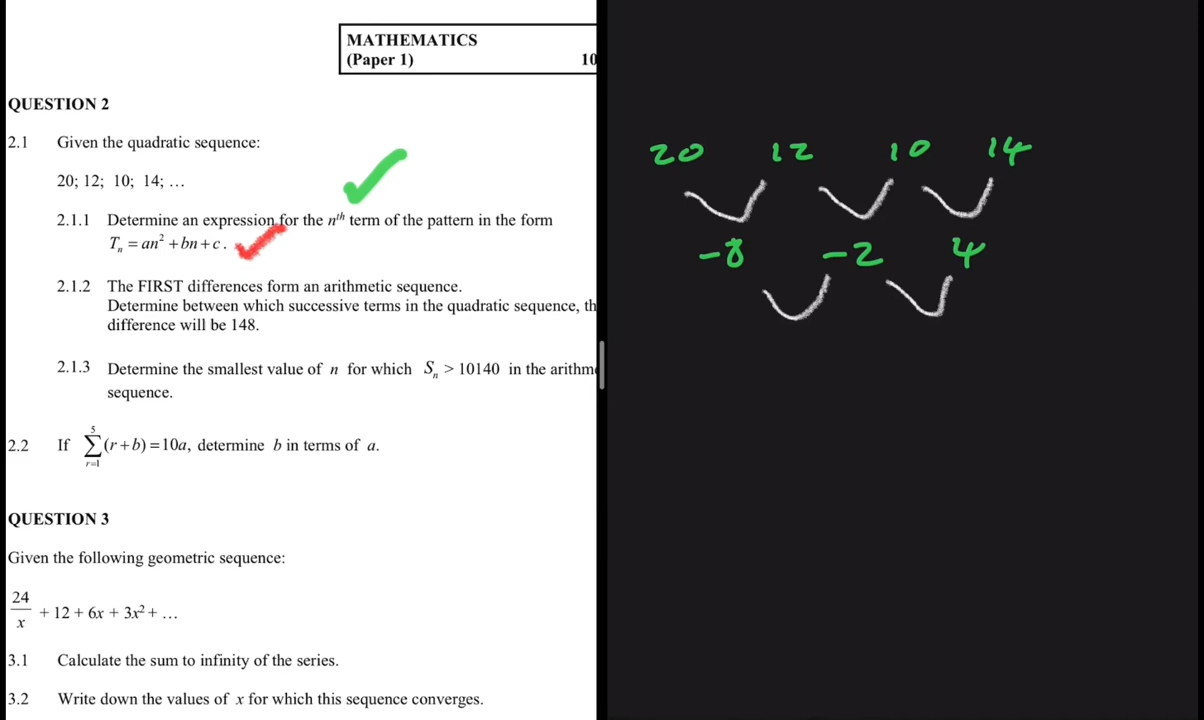 MATHEMATICS
(Paper 1)
10
QUESTION 2
2.1 Given the quadratic sequence:
20; 12; 10; 14; …
2.1.1 Determine an expression for the nth term of the pattern in the form
Tₙ = an² + bn + c.
2.1.2 The FIRST differences form an arithmetic sequence.
Determine between which successive terms in the quadratic sequence, th
difference will be 148.
2.1.3 Determine the smallest value of n for which Sₙ > 10140 in the arithm
sequence.
5
2.2 If ∑(r + b) = 10a, determine b in terms of a.
r=1
QUESTION 3
Given the following geometric sequence:
24/x + 12 + 6x + 3x² + …
3.1 Calculate the sum to infinity of the series.
3.2 Write down the values of x for which this sequence converges.
20 12 10 14
-8 -2 4